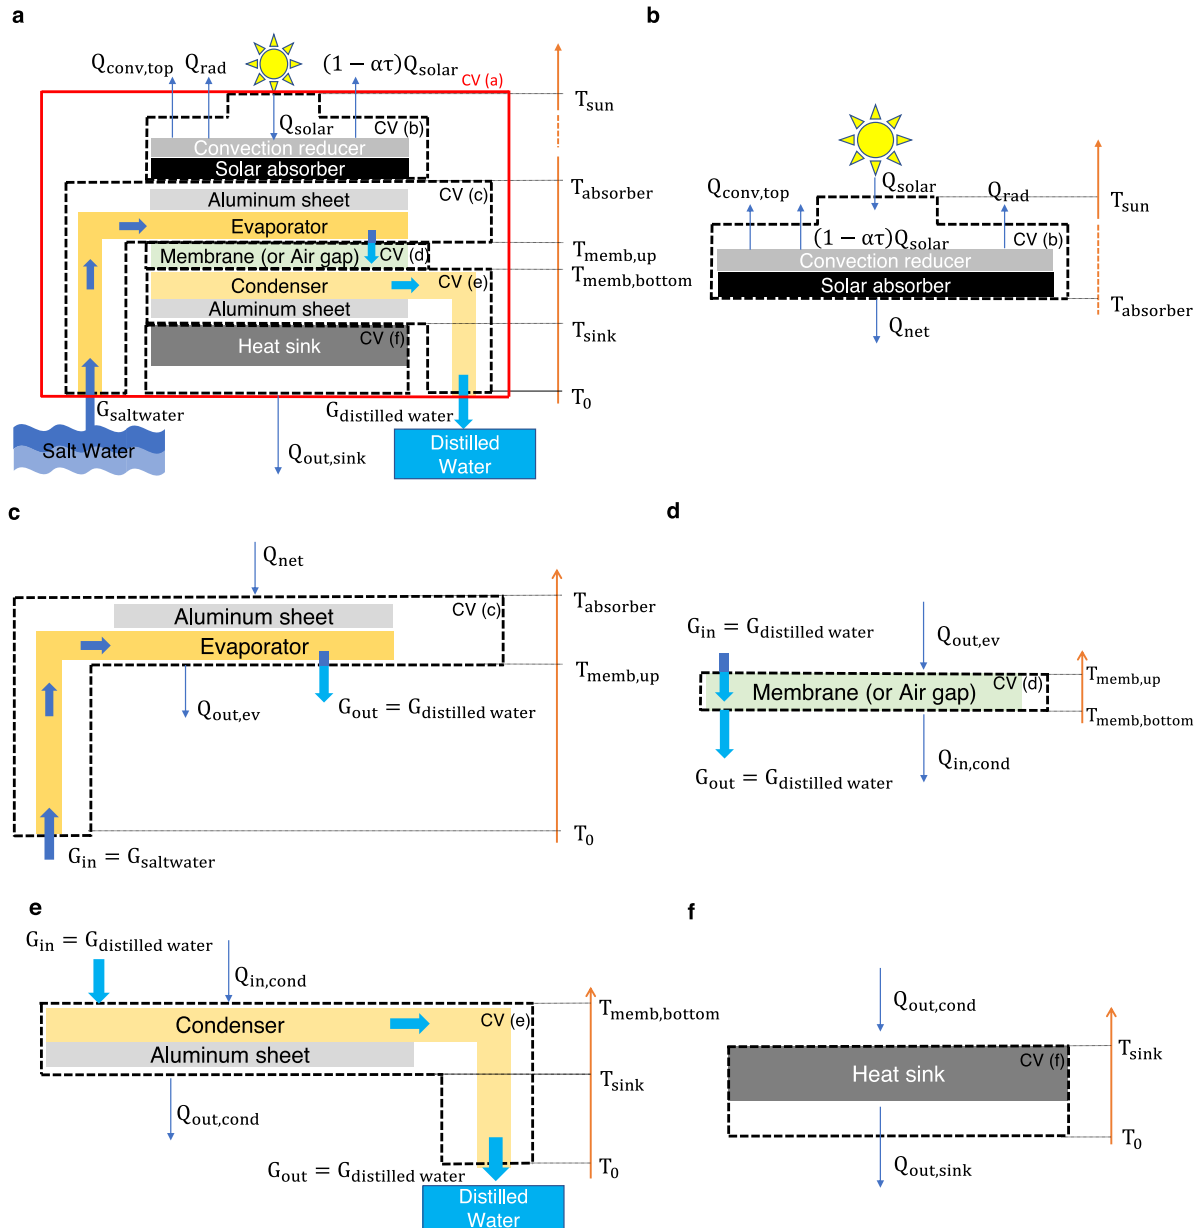 a
Q_conv,top
Q_rad
(1 − ατ)Q_solar
CV (a)
T_sun
Q_solar
CV (b)
Convection reducer
Solar absorber
T_absorber
CV (c)
Aluminum sheet
Evaporator
T_memb,up
Membrane (or Air gap)
CV (d)
T_memb,bottom
Condenser
CV (e)
Aluminum sheet
T_sink
CV (f)
Heat sink
T_0
G_saltwater
G_distilled water
Salt Water
Q_out,sink
Distilled
Water
b
Q_conv,top
Q_solar
Q_rad
T_sun
(1 − ατ)Q_solar
CV (b)
Convection reducer
Solar absorber
T_absorber
Q_net
c
Q_net
T_absorber
CV (c)
Aluminum sheet
Evaporator
T_memb,up
Q_out,ev
G_out = G_distilled water
T_0
G_in = G_saltwater
d
G_in = G_distilled water
Q_out,ev
T_memb,up
Membrane (or Air gap)
CV (d)
T_memb,bottom
Q_in,cond
G_out = G_distilled water
e
G_in = G_distilled water
Q_in,cond
T_memb,bottom
Condenser
CV (e)
Aluminum sheet
T_sink
Q_out,cond
G_out = G_distilled water
T_0
Distilled
Water
f
Q_out,cond
T_sink
CV (f)
Heat sink
T_0
Q_out,sink